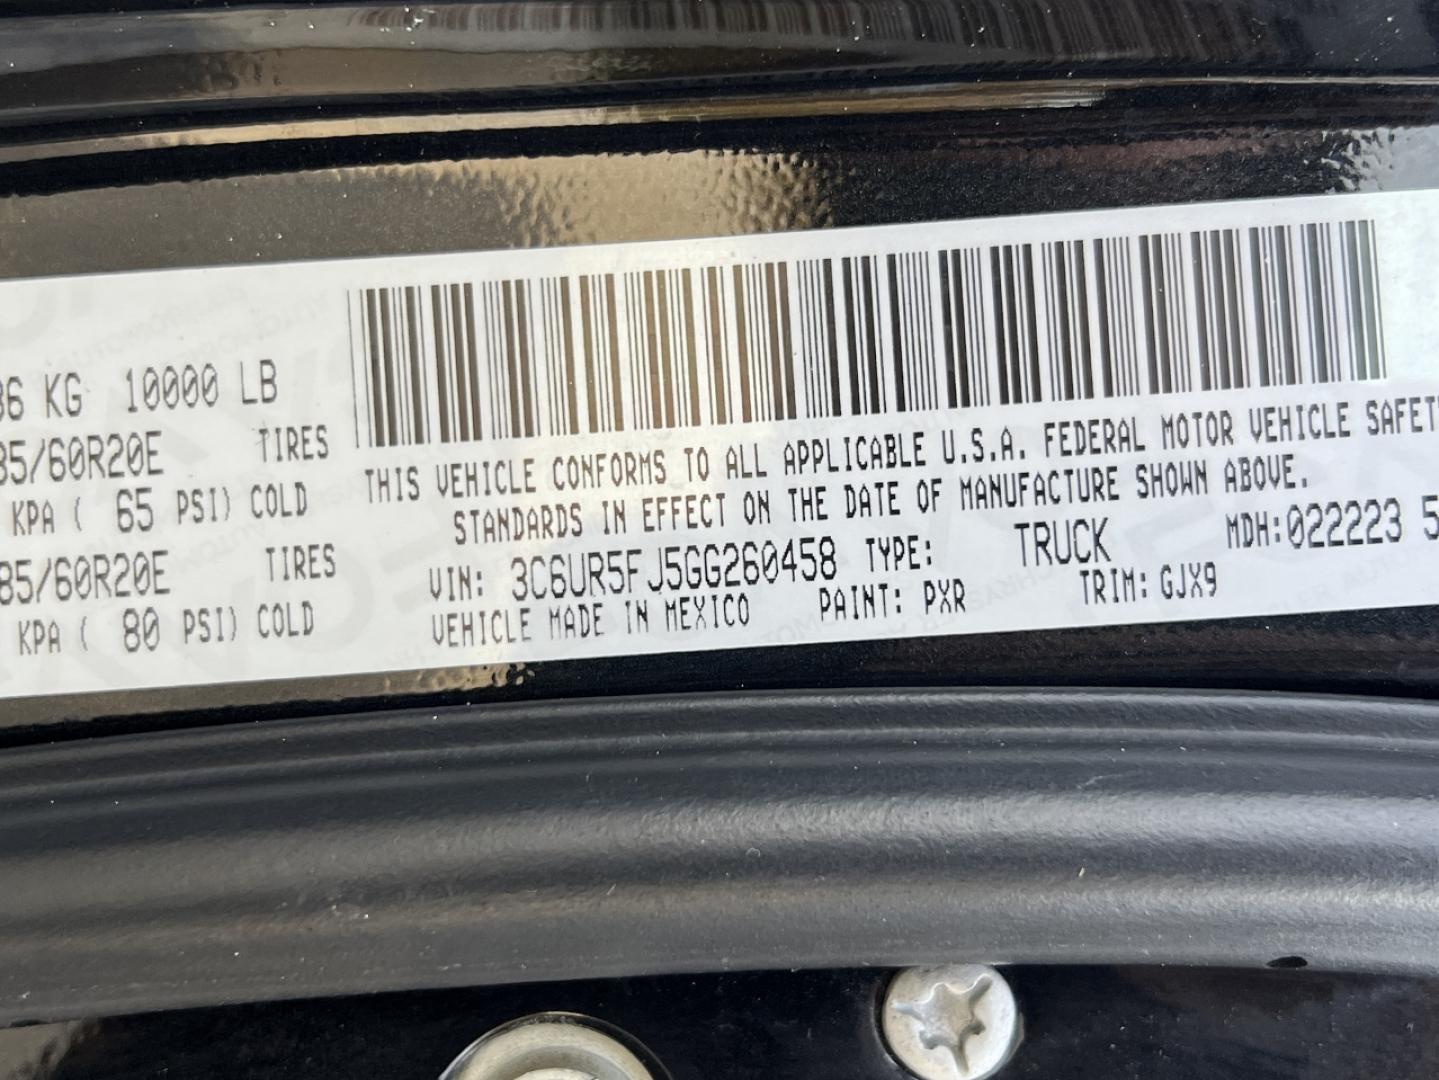 36 KG 10000 LB
85/60R20E TIRES
KPA ( 65 PSI) COLD
85/60R20E TIRES
KPA ( 80 PSI) COLD
THIS VEHICLE CONFORMS TO ALL APPLICABLE U.S.A. FEDERAL MOTOR VEHICLE SAFETY
STANDARDS IN EFFECT ON THE DATE OF MANUFACTURE SHOWN ABOVE.
VIN: 3C6UR5FJ5GG260458 TYPE: TRUCK MDH:022223 5
VEHICLE MADE IN MEXICO PAINT: PXR TRIM: GJX9